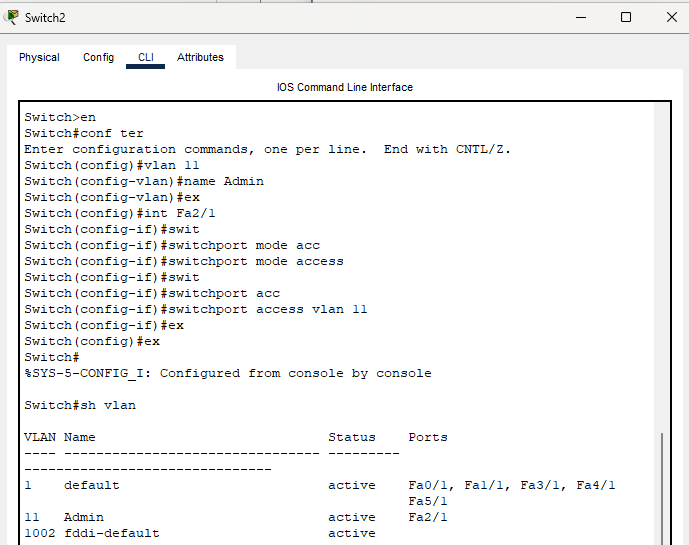 Switch2
Physical Config CLI Attributes
IOS Command Line Interface
Switch>en
Switch#conf ter
Enter configuration commands, one per line.  End with CNTL/Z.
Switch(config)#vlan 11
Switch(config-vlan)#name Admin
Switch(config-vlan)#ex
Switch(config)#int Fa2/1
Switch(config-if)#swit
Switch(config-if)#switchport mode acc
Switch(config-if)#switchport mode access
Switch(config-if)#swit
Switch(config-if)#switchport acc
Switch(config-if)#switchport access vlan 11
Switch(config-if)#ex
Switch(config)#ex
Switch#
%SYS-5-CONFIG_I: Configured from console by console
Switch#sh vlan
VLAN Name                             Status    Ports
---- -------------------------------- ---------
-------------------------------
1    default                          active    Fa0/1, Fa1/1, Fa3/1, Fa4/1
                                                Fa5/1
11   Admin                            active    Fa2/1
1002 fddi-default                     active